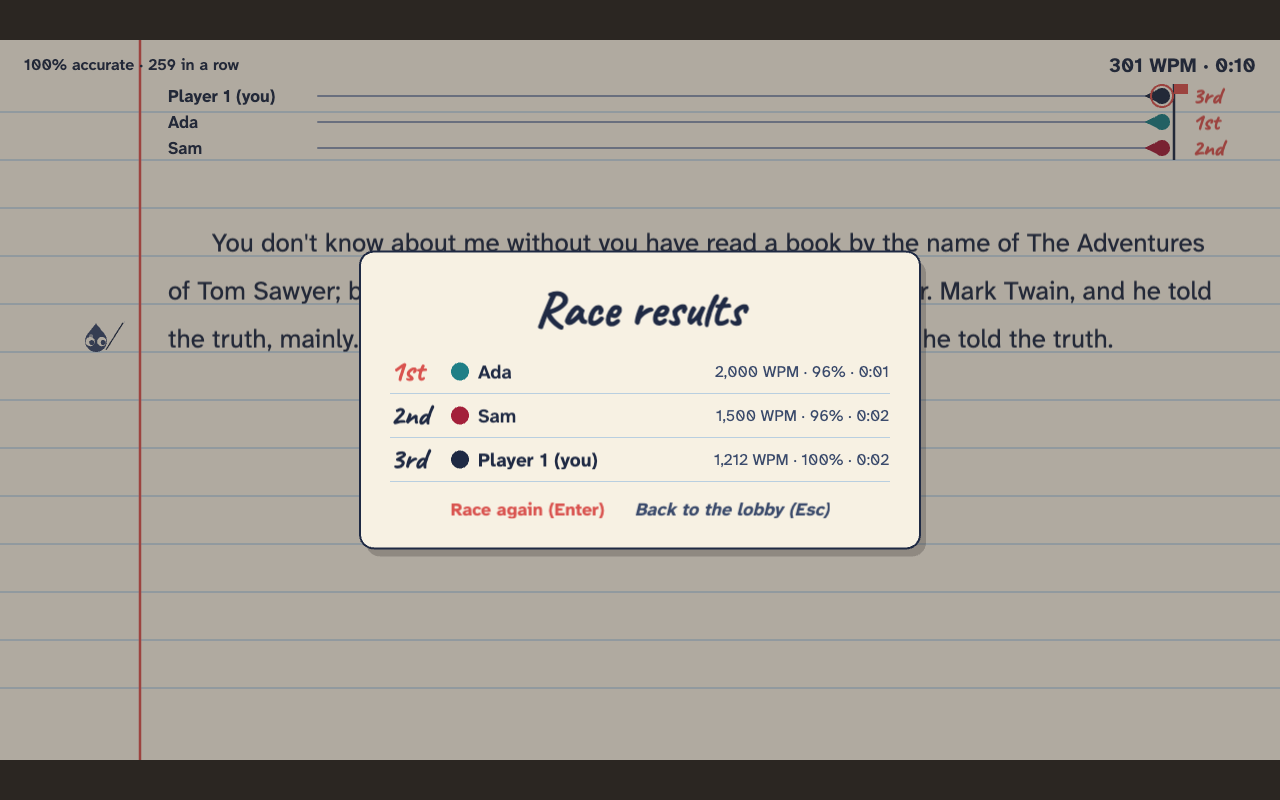 100% accurate · 259 in a row
301 WPM · 0:10
Player 1 (you) 3rd
Ada 1st
Sam 2nd
You don't know about me without you have read a book by the name of The Adventures
of Tom Sawyer; b r. Mark Twain, and he told
the truth, mainly. he told the truth.
Race results
1st Ada 2,000 WPM · 96% · 0:01
2nd Sam 1,500 WPM · 96% · 0:02
3rd Player 1 (you) 1,212 WPM · 100% · 0:02
Race again (Enter) Back to the lobby (Esc)